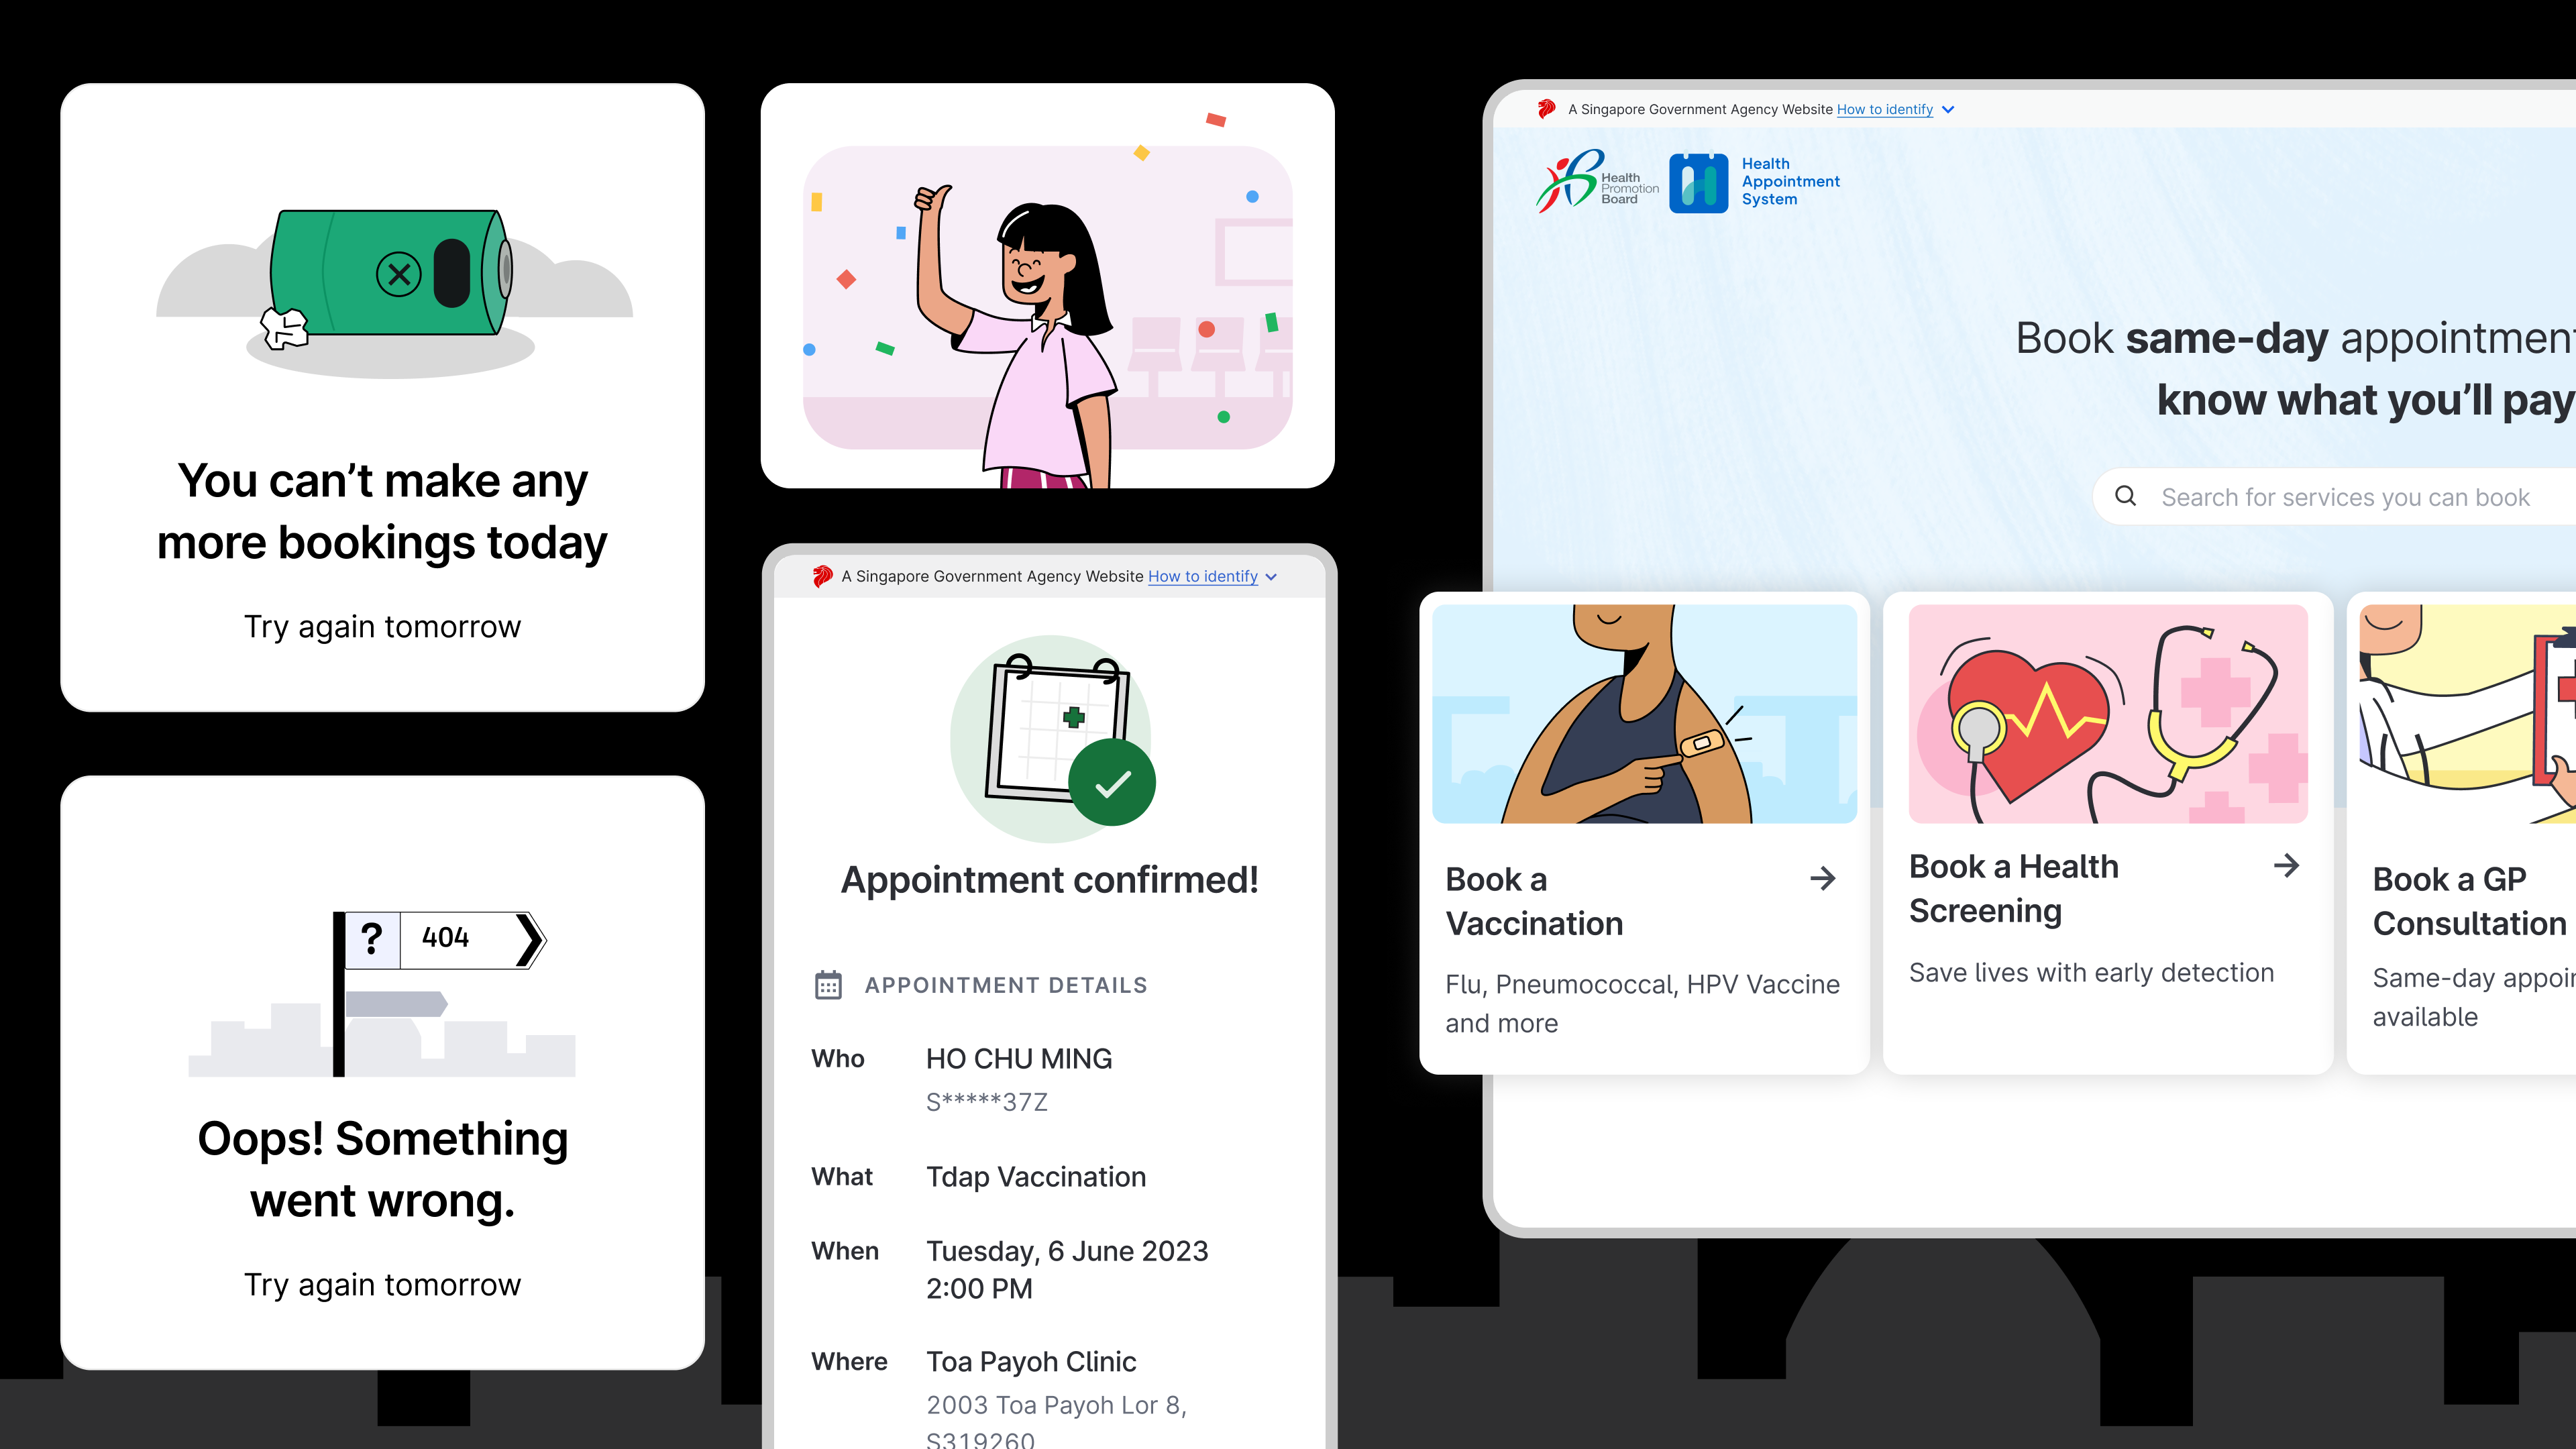 You can’t make any
more bookings today
Try again tomorrow
?
404
Oops! Something
went wrong.
Try again tomorrow
A Singapore Government Agency Website How to identify
Appointment confirmed!
APPOINTMENT DETAILS
Who
HO CHU MING
S*****37Z
What
Tdap Vaccination
When
Tuesday, 6 June 2023
2:00 PM
Where
Toa Payoh Clinic
2003 Toa Payoh Lor 8,
S319260
A Singapore Government Agency Website How to identify
Health
Promotion
Board
Health
Appointment
System
Book same-day appointment
know what you’ll pay
Search for services you can book
Book a
Vaccination
Flu, Pneumococcal, HPV Vaccine
and more
Book a Health
Screening
Save lives with early detection
Book a GP
Consultation
Same-day appoin
available